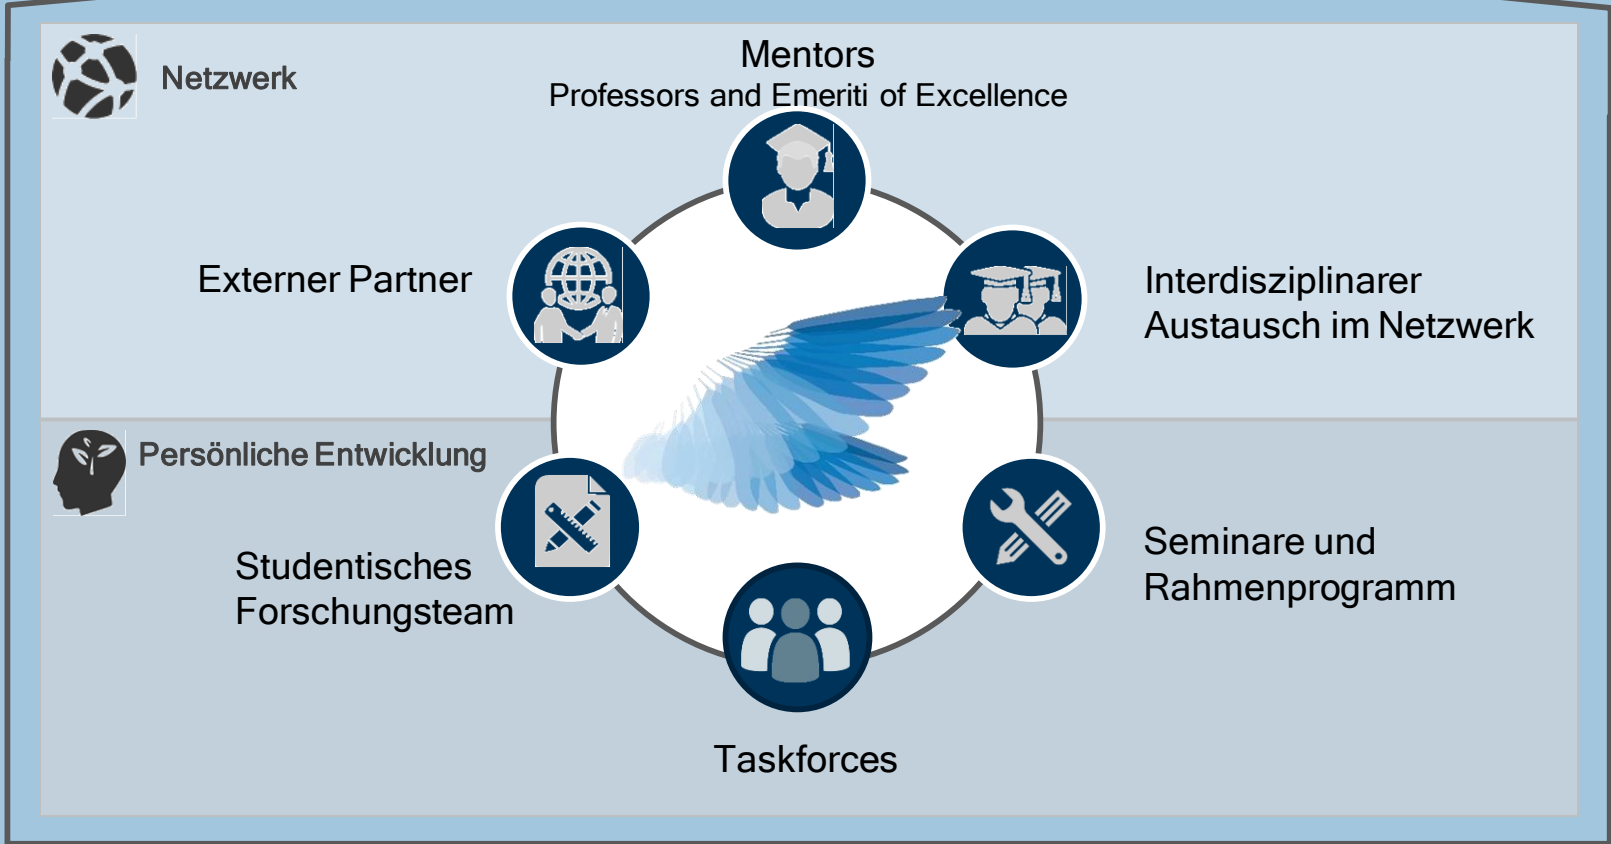 Netzwerk
Mentors
Professors and Emeriti of Excellence
Externer Partner
Interdisziplinarer
Austausch im Netzwerk
Persönliche Entwicklung
Studentisches
Forschungsteam
Seminare und
Rahmenprogramm
Taskforces